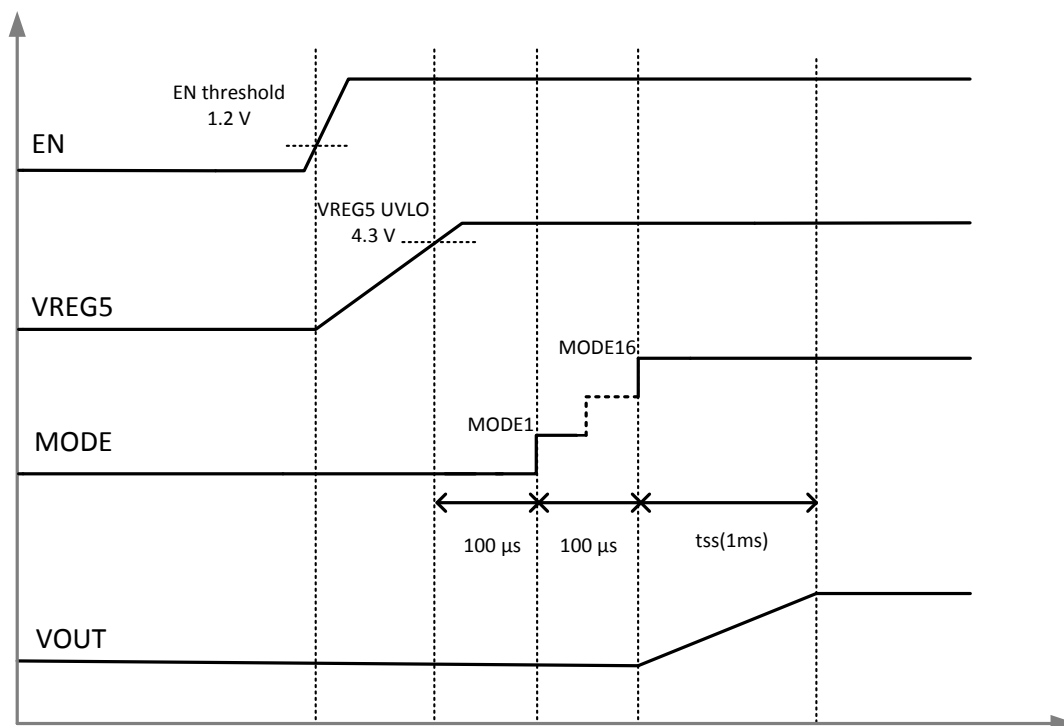 EN threshold
1.2 V
EN
VREG5 UVLO
4.3 V
VREG5
MODE16
MODE1
MODE
100 μs
100 μs
tss(1ms)
VOUT